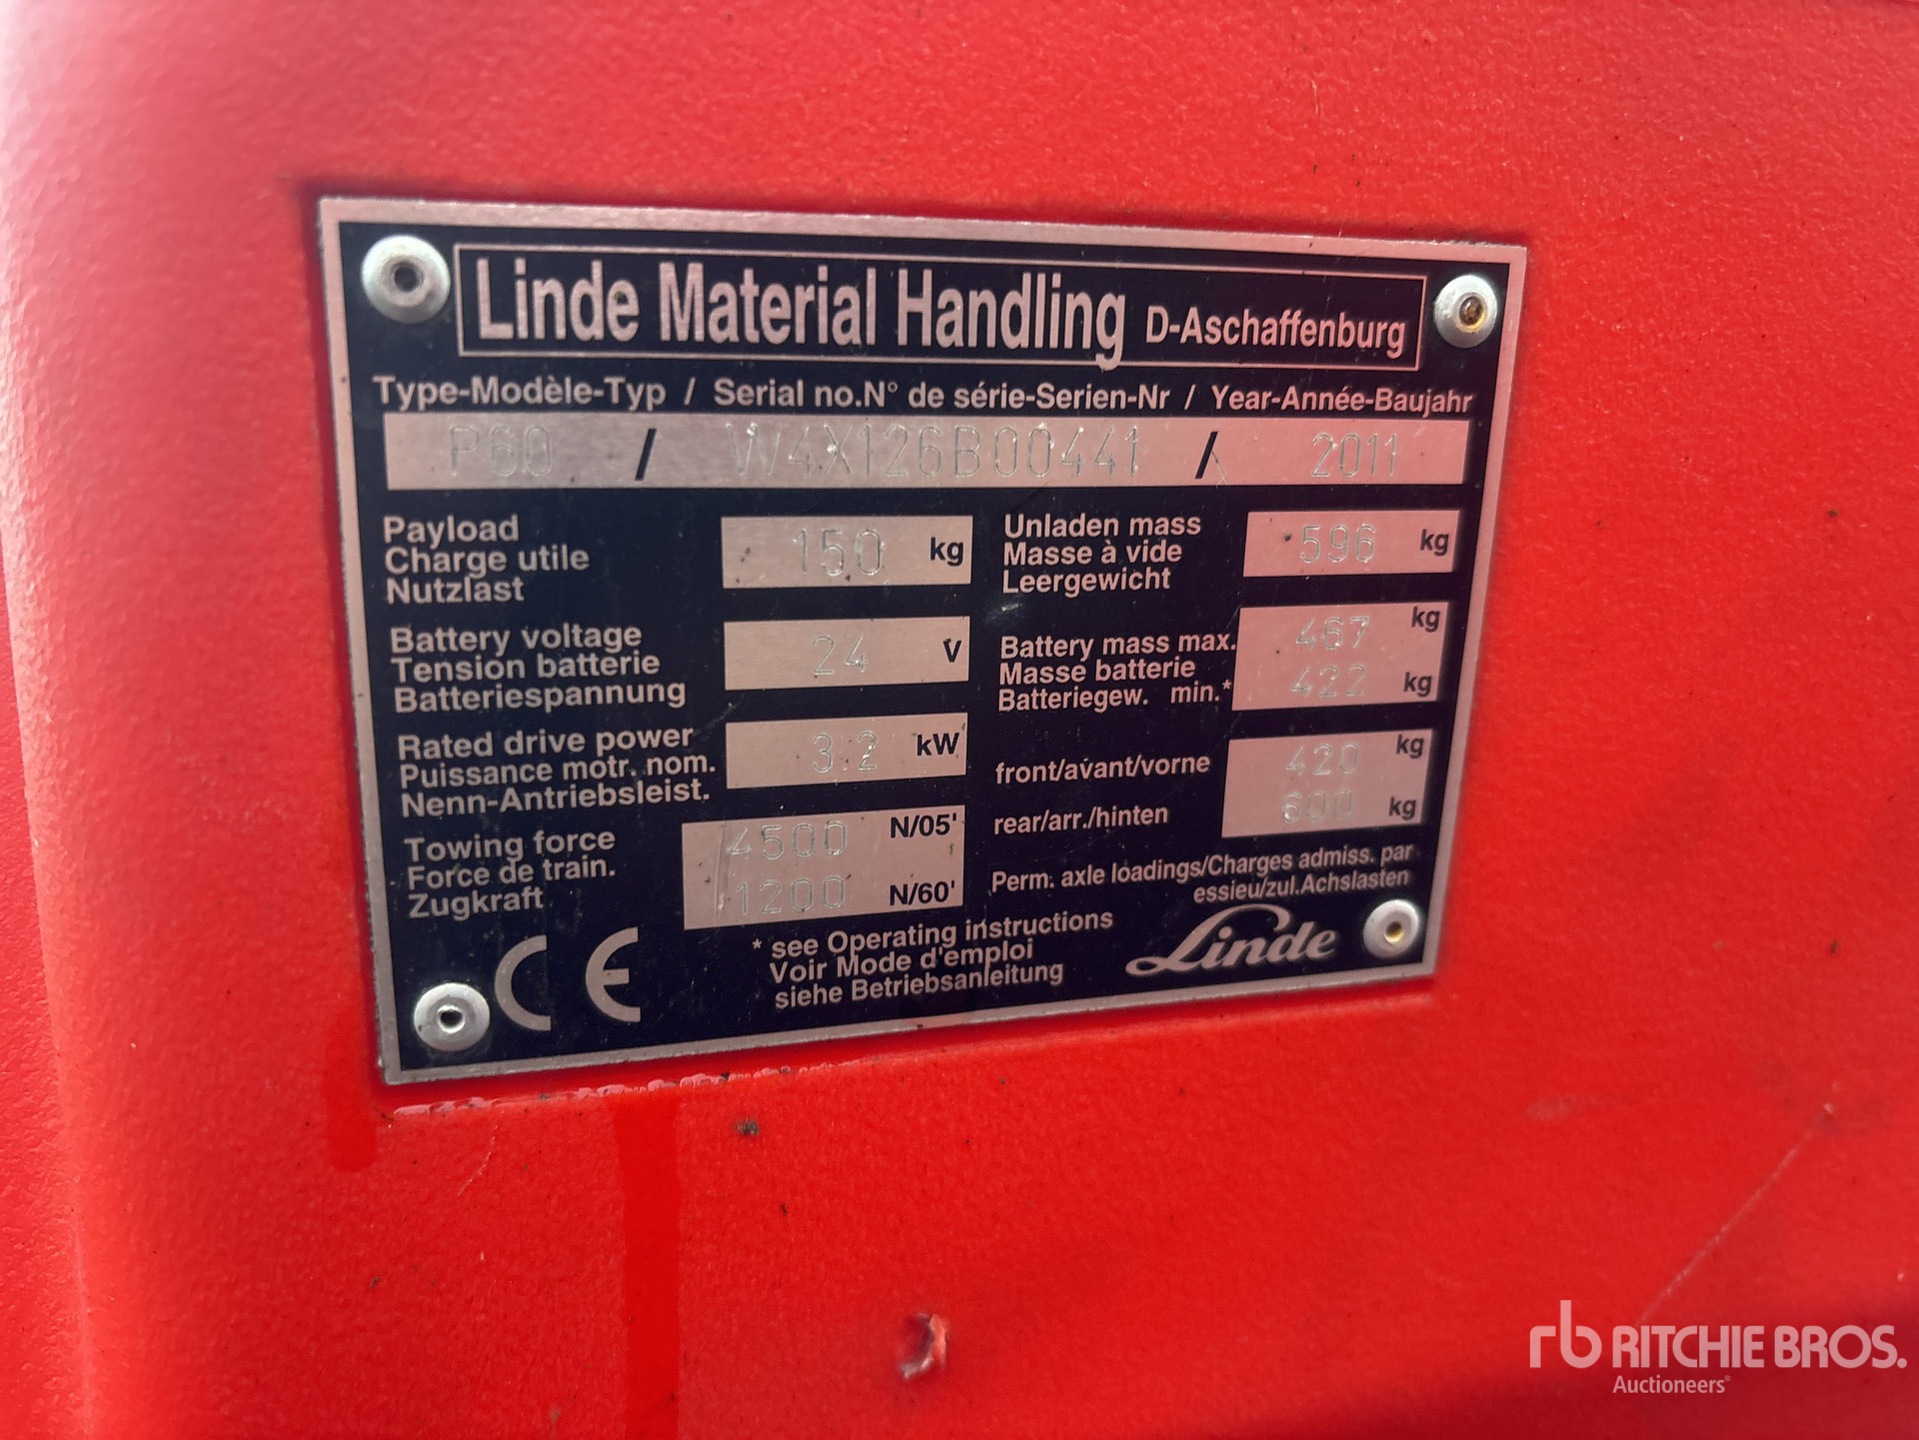 Linde Material Handling D-Aschaffenburg
Type-Modèle-Typ / Serial no.N° de série-Serien-Nr / Year-Année-Baujahr
P60 / W4X126B00441 / 2011
Payload
Charge utile
Nutzlast
150 kg
Unladen mass
Masse à vide
Leergewicht
596 kg
Battery voltage
Tension batterie
Batteriespannung
24 V
Battery mass max.
Masse batterie
Batteriegew. min.*
467 kg
422 kg
Rated drive power
Puissance motr. nom.
Nenn-Antriebsleist.
3.2 kW
front/avant/vorne
420 kg
rear/arr./hinten
600 kg
Towing force
Force de train.
Zugkraft
4500 N/05'
1200 N/60'
Perm. axle loadings/Charges admiss. par
essieu/zul.Achslasten
CE
* see Operating instructions
Voir Mode d'emploi
siehe Betriebsanleitung
Linde
rb RITCHIE BROS.
Auctioneers®